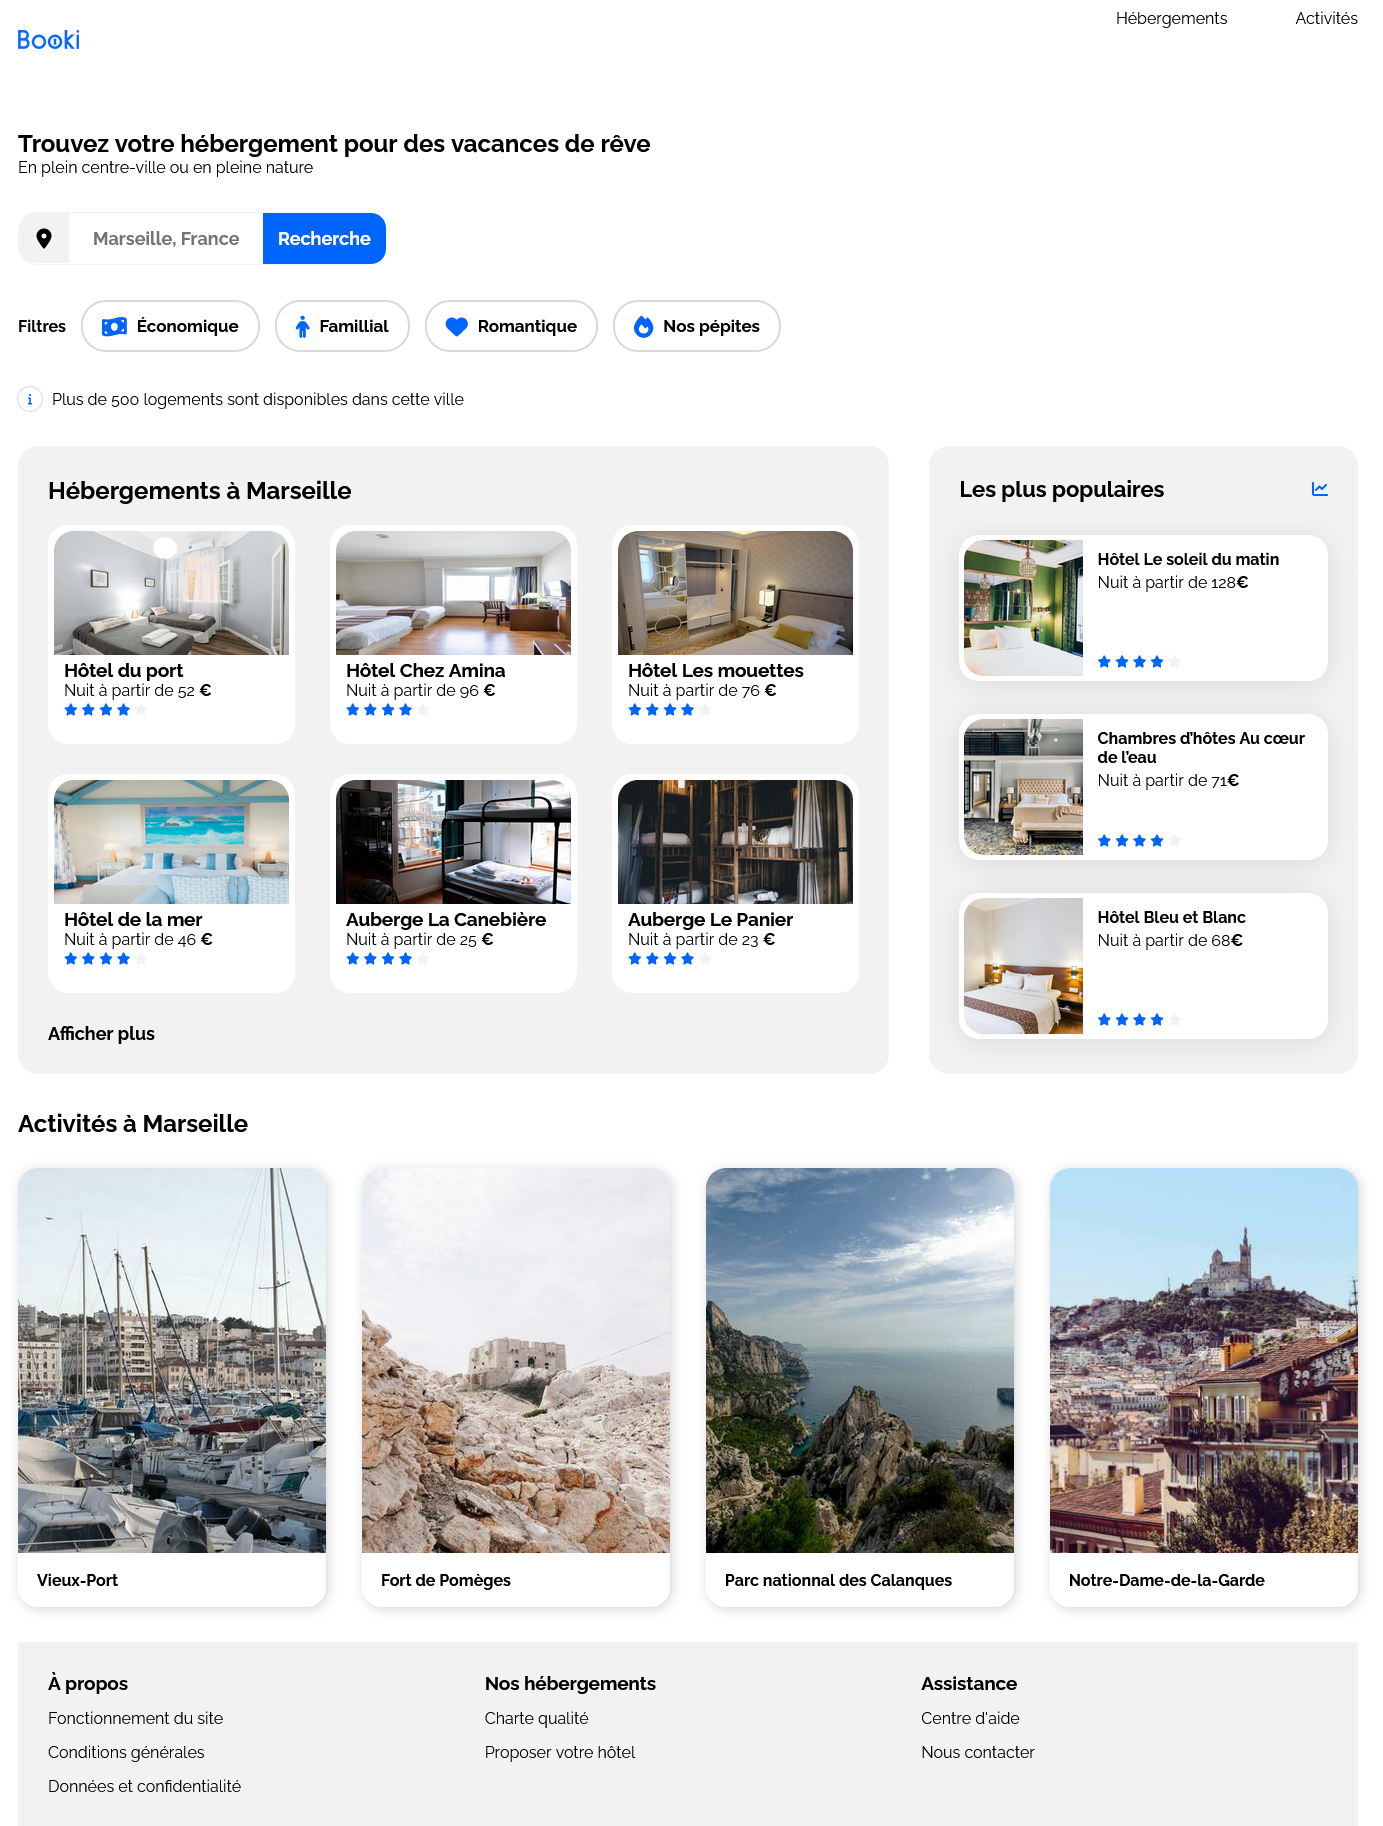 Booki
Hébergements
Activités
Trouvez votre hébergement pour des vacances de rêve
En plein centre-ville ou en pleine nature
Marseille, France
Recherche
Filtres
Économique
Famillial
Romantique
Nos pépites
Plus de 500 logements sont disponibles dans cette ville
Hébergements à Marseille
Hôtel du port
Nuit à partir de 52 €
Hôtel Chez Amina
Nuit à partir de 96 €
Hôtel Les mouettes
Nuit à partir de 76 €
Hôtel de la mer
Nuit à partir de 46 €
Auberge La Canebière
Nuit à partir de 25 €
Auberge Le Panier
Nuit à partir de 23 €
Afficher plus
Les plus populaires
Hôtel Le soleil du matin
Nuit à partir de 128€
Chambres d'hôtes Au cœur
de l'eau
Nuit à partir de 71€
Hôtel Bleu et Blanc
Nuit à partir de 68€
Activités à Marseille
Vieux-Port
Fort de Pomèges
Parc nationnal des Calanques
Notre-Dame-de-la-Garde
À propos
Fonctionnement du site
Conditions générales
Données et confidentialité
Nos hébergements
Charte qualité
Proposer votre hôtel
Assistance
Centre d'aide
Nous contacter